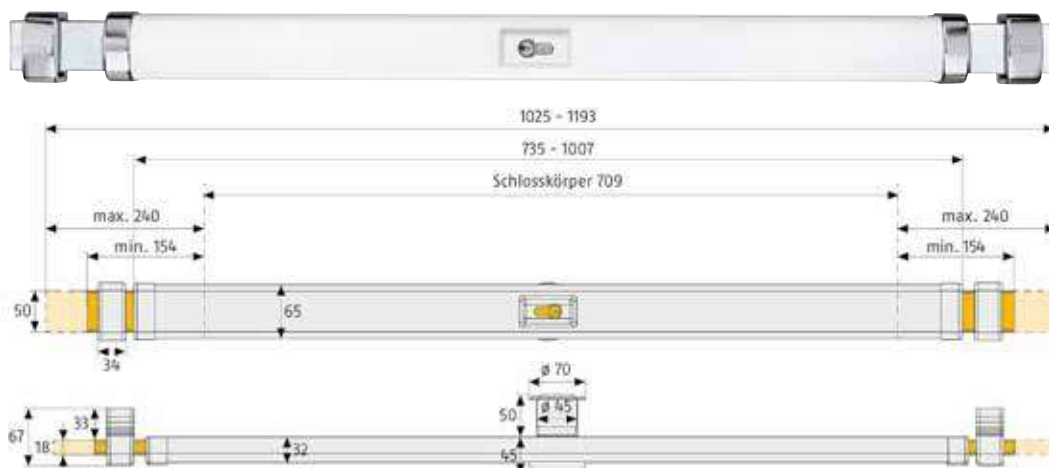 1025 - 1193
735 - 1007
Schlosskörper 709
max. 240 max. 240
min. 154 min. 154
50 65
34
ø 70
67 33 50 ø 45
18 32 45